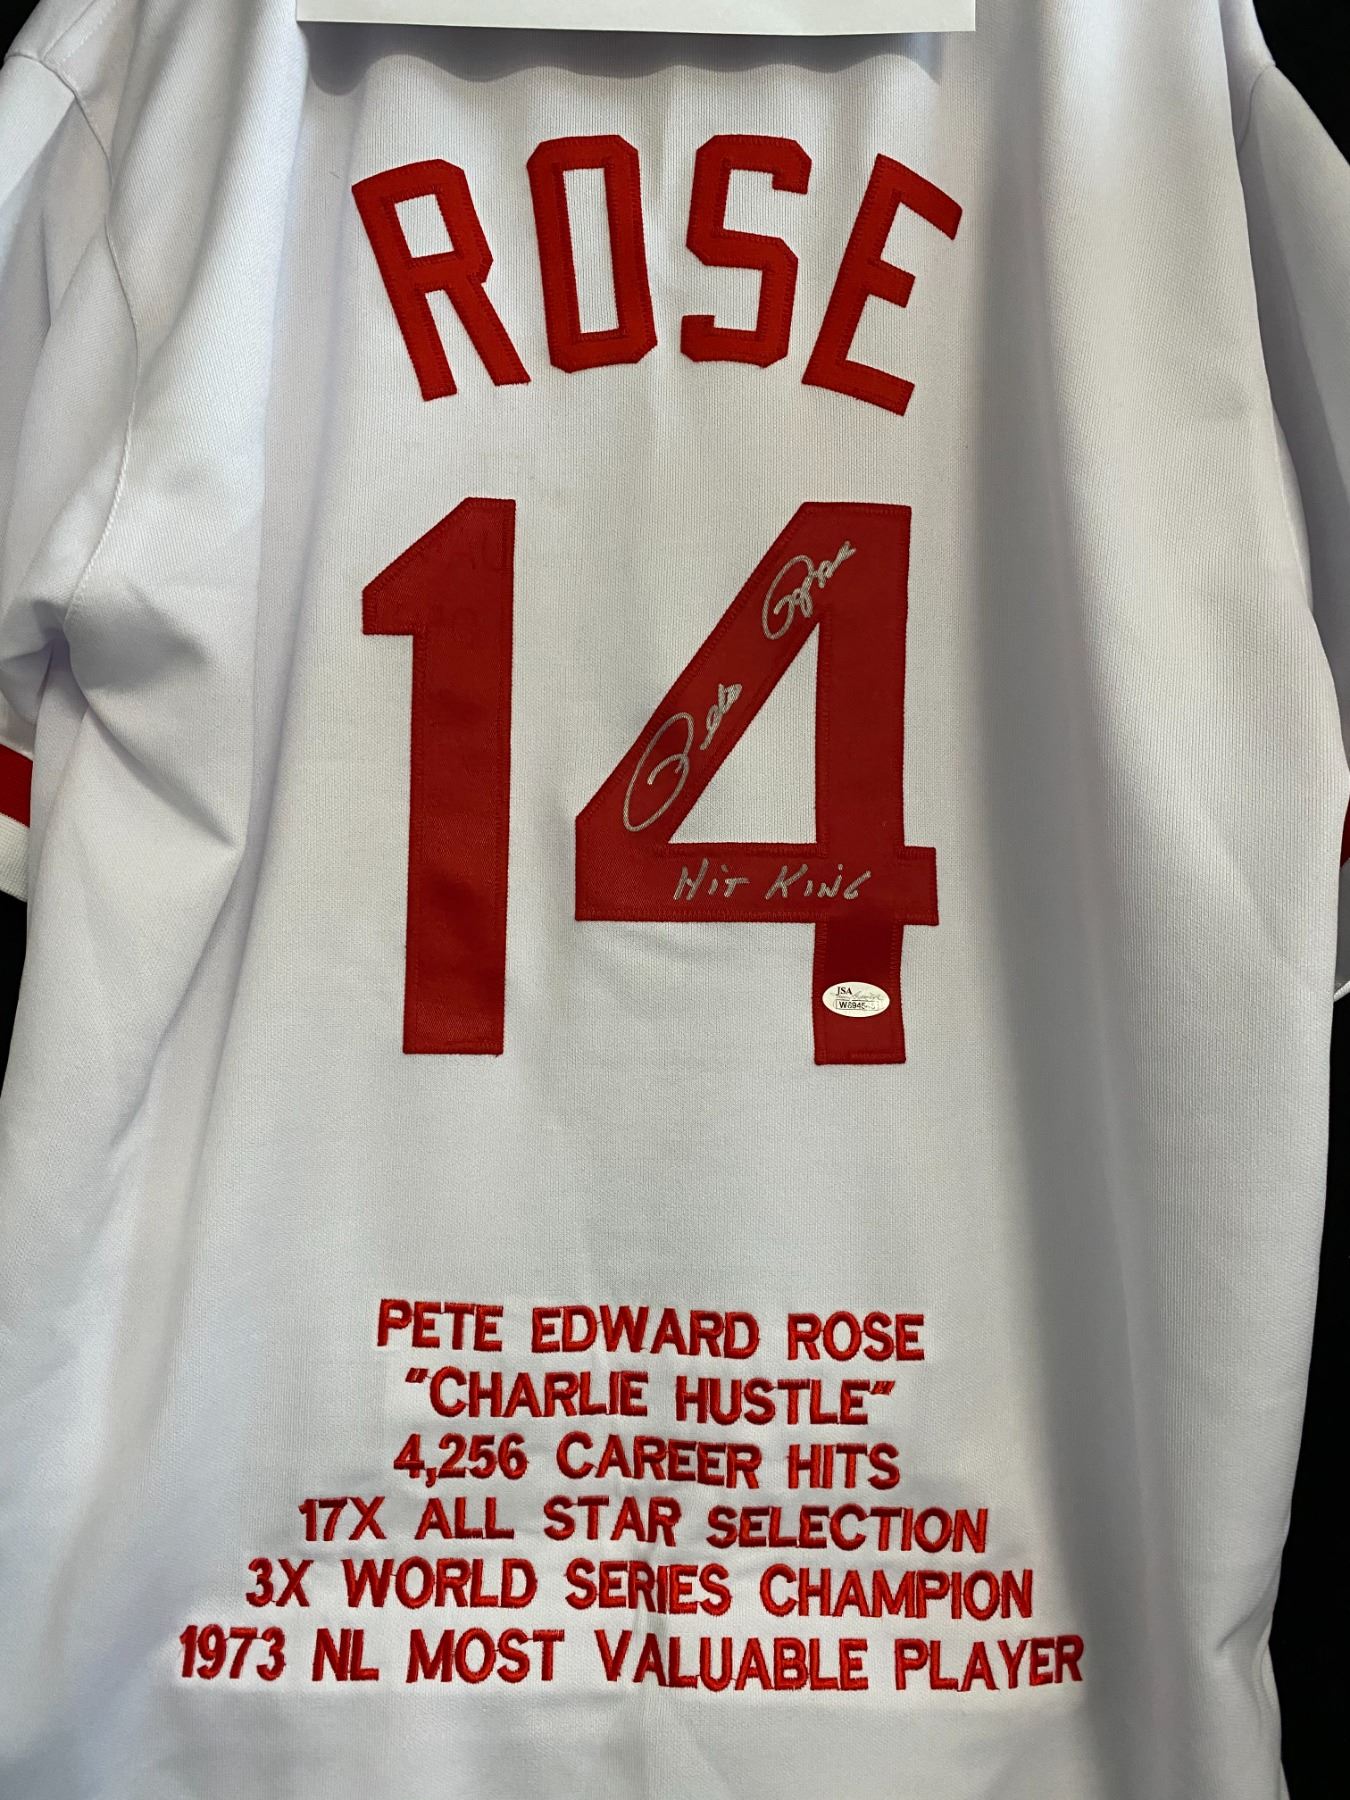 ROSE
14
Pete Rose
Hit King
JSA
PETE EDWARD ROSE
"CHARLIE HUSTLE"
4,256 CAREER HITS
17X ALL STAR SELECTION
3X WORLD SERIES CHAMPION
1973 NL MOST VALUABLE PLAYER